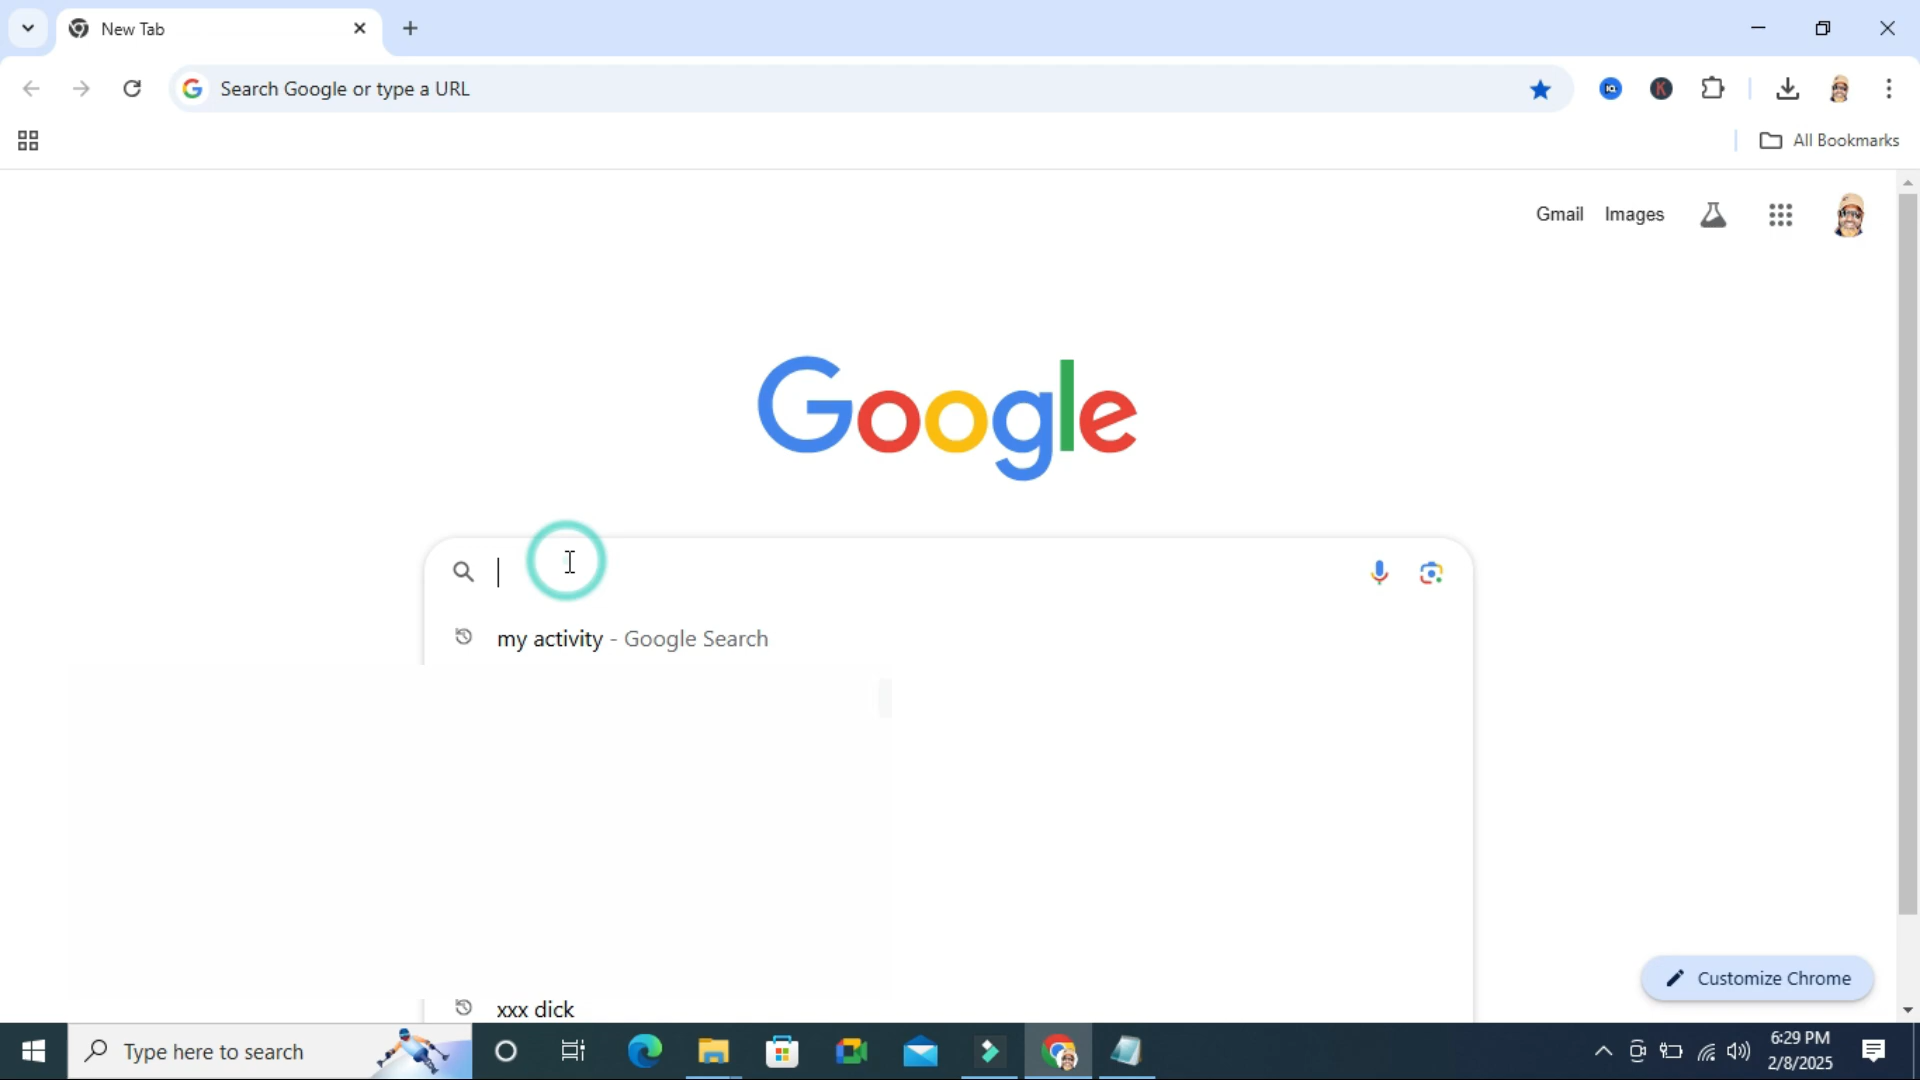 New Tab
Search Google or type a URL
All Bookmarks
Gmail Images
Google
my activity - Google Search
xxx dick
Customize Chrome
Type here to search
6:29 PM
2/8/2025